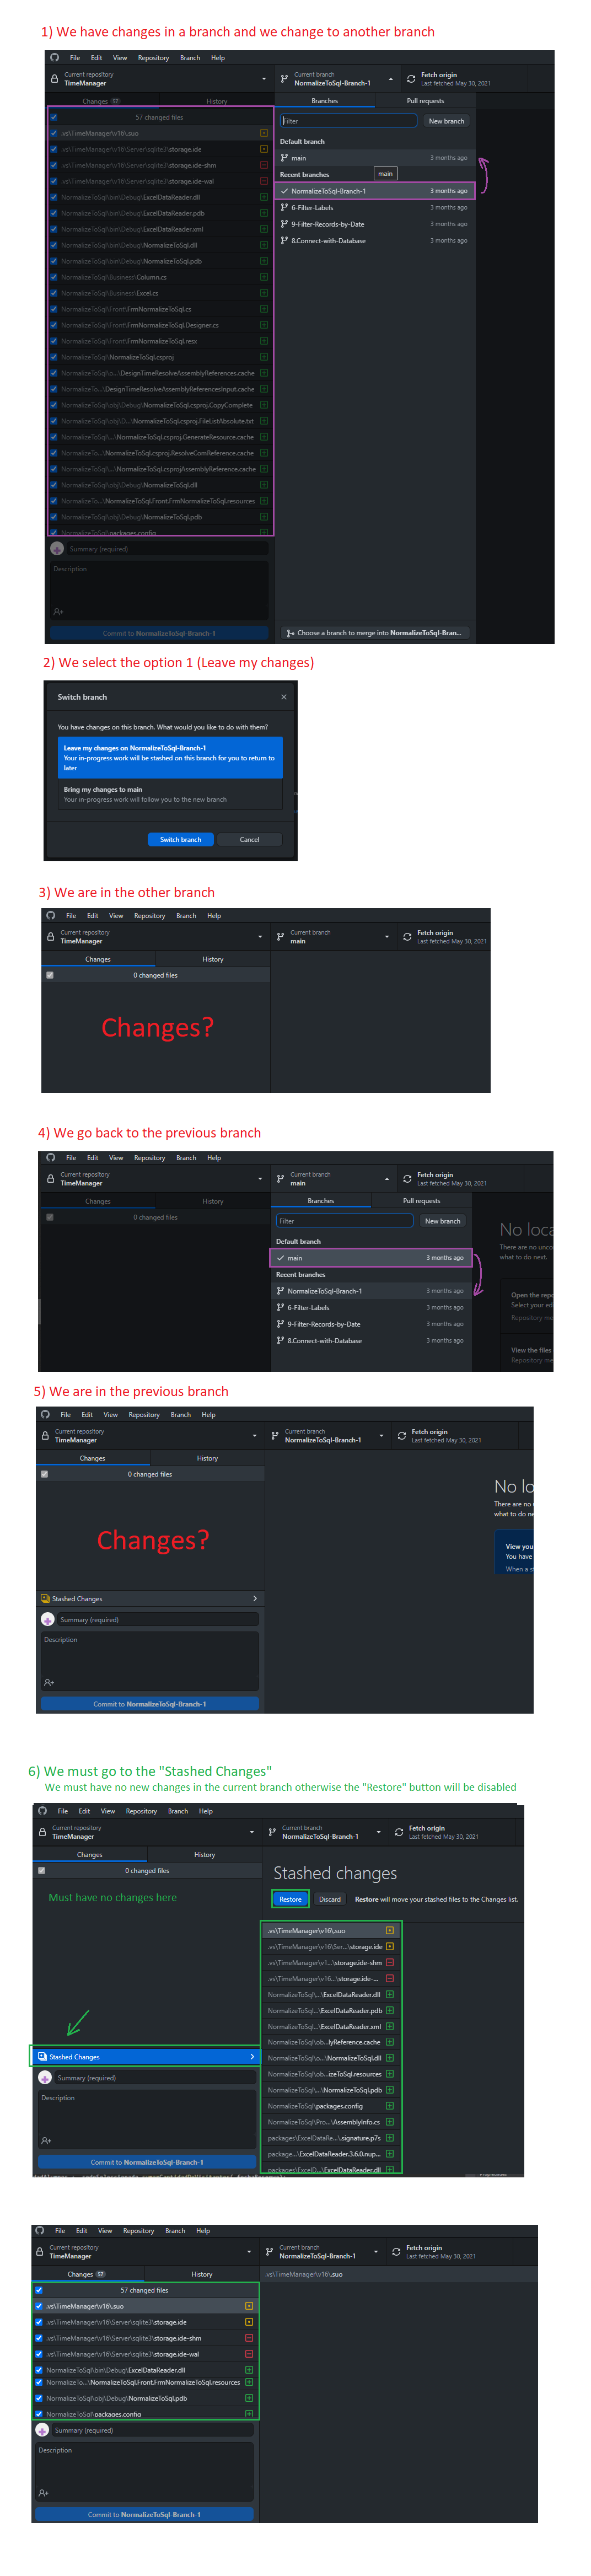 1) We have changes in a branch and we change to another branch
File Edit View Repository Branch Help
Current repository
TimeManager
Current branch
NormalizeToSql-Branch-1
Fetch origin
Last fetched May 30, 2021
Changes 57 History
Branches Pull requests
57 changed files
Filter New branch
.vs\TimeManager\v16\.suo
Default branch
.vs\TimeManager\v16\Server\sqlite3\storage.ide
main 3 months ago
.vs\TimeManager\v16\Server\sqlite3\storage.ide-shm
Recent branches
main
.vs\TimeManager\v16\Server\sqlite3\storage.ide-wal
NormalizeToSql-Branch-1 3 months ago
NormalizeToSql\bin\Debug\ExcelDataReader.dll
6-Filter-Labels 3 months ago
NormalizeToSql\bin\Debug\ExcelDataReader.pdb
9-Filter-Records-by-Date 3 months ago
NormalizeToSql\bin\Debug\ExcelDataReader.xml
8.Connect-with-Database 3 months ago
NormalizeToSql\bin\Debug\NormalizeToSql.dll
NormalizeToSql\bin\Debug\NormalizeToSql.pdb
NormalizeToSql\Business\Column.cs
NormalizeToSql\Business\Excel.cs
NormalizeToSql\Front\FrmNormalizeToSql.cs
NormalizeToSql\Front\FrmNormalizeToSql.Designer.cs
NormalizeToSql\Front\FrmNormalizeToSql.resx
NormalizeToSql\NormalizeToSql.csproj
NormalizeToSql\o...\DesignTimeResolveAssemblyReferences.cache
NormalizeTo...\DesignTimeResolveAssemblyReferencesInput.cache
NormalizeToSql\obj\Debug\NormalizeToSql.csproj.CopyComplete
NormalizeToSql\obj\D...\NormalizeToSql.csproj.FileListAbsolute.txt
NormalizeToSql\...\NormalizeToSql.csproj.GenerateResource.cache
NormalizeTo...\NormalizeToSql.csproj.ResolveComReference.cache
NormalizeToSql\...\NormalizeToSql.csprojAssemblyReference.cache
NormalizeToSql\obj\Debug\NormalizeToSql.dll
NormalizeTo...\NormalizeToSql.Front.FrmNormalizeToSql.resources
NormalizeToSql\obj\Debug\NormalizeToSql.pdb
NormalizeToSql\packages.config
Summary (required)
Description
Commit to NormalizeToSql-Branch-1
Choose a branch to merge into NormalizeToSql-Bran...
2) We select the option 1 (Leave my changes)
Switch branch
You have changes on this branch. What would you like to do with them?
Leave my changes on NormalizeToSql-Branch-1
Your in-progress work will be stashed on this branch for you to return to
later
Bring my changes to main
Your in-progress work will follow you to the new branch
Switch branch Cancel
3) We are in the other branch
File Edit View Repository Branch Help
Current repository
TimeManager
Current branch
main
Fetch origin
Last fetched May 30, 2021
Changes History
0 changed files
Changes?
4) We go back to the previous branch
File Edit View Repository Branch Help
Current repository
TimeManager
Current branch
main
Fetch origin
Last fetched May 30, 2021
Changes History
Branches Pull requests
0 changed files
Filter New branch
No loca
Default branch
There are no unco
main 3 months ago
what to do next.
Recent branches
NormalizeToSql-Branch-1 3 months ago
Open the repo
6-Filter-Labels 3 months ago
Select your edi
9-Filter-Records-by-Date 3 months ago
Repository me
8.Connect-with-Database 3 months ago
View the files
Repository me
5) We are in the previous branch
File Edit View Repository Branch Help
Current repository
TimeManager
Current branch
NormalizeToSql-Branch-1
Fetch origin
Last fetched May 30, 2021
Changes History
0 changed files
No lo
There are no
what to do ne
Changes?
View you
You have
When a s
Stashed Changes
Summary (required)
Description
Commit to NormalizeToSql-Branch-1
6) We must go to the "Stashed Changes"
We must have no new changes in the current branch otherwise the "Restore" button will be disabled
File Edit View Repository Branch Help
Current repository
TimeManager
Current branch
NormalizeToSql-Branch-1
Fetch origin
Last fetched May 30, 2021
Changes History
0 changed files
Stashed changes
Must have no changes here
Restore Discard Restore will move your stashed files to the Changes list.
.vs\TimeManager\v16\.suo
.vs\TimeManager\v16\Ser...\storage.ide
.vs\TimeManager\v1...\storage.ide-shm
.vs\TimeManager\v16...\storage.ide-...
NormalizeToSql\...\ExcelDataReader.dll
NormalizeToSql...\ExcelDataReader.pdb
NormalizeToSql...\ExcelDataReader.xml
NormalizeToSql\ob...lyReference.cache
Stashed Changes
NormalizeToSql\o...\NormalizeToSql.dll
NormalizeToSql\ob...izeToSql.resources
Summary (required)
NormalizeToSql\...\NormalizeToSql.pdb
Description
NormalizeToSql\packages.config
NormalizeToSql\Pro...\AssemblyInfo.cs
packages\ExcelDataRe...\.signature.p7s
package...\ExcelDataReader.3.6.0.nup...
Commit to NormalizeToSql-Branch-1
packages\ExcelD...\ExcelDataReader.dll
File Edit View Repository Branch Help
Current repository
TimeManager
Current branch
NormalizeToSql-Branch-1
Fetch origin
Last fetched May 30, 2021
Changes 57 History
.vs\TimeManager\v16\.suo
57 changed files
.vs\TimeManager\v16\.suo
.vs\TimeManager\v16\Server\sqlite3\storage.ide
.vs\TimeManager\v16\Server\sqlite3\storage.ide-shm
.vs\TimeManager\v16\Server\sqlite3\storage.ide-wal
NormalizeToSql\bin\Debug\ExcelDataReader.dll
NormalizeTo...\NormalizeToSql.Front.FrmNormalizeToSql.resources
NormalizeToSql\obj\Debug\NormalizeToSql.pdb
NormalizeToSql\packages.config
Summary (required)
Description
Commit to NormalizeToSql-Branch-1